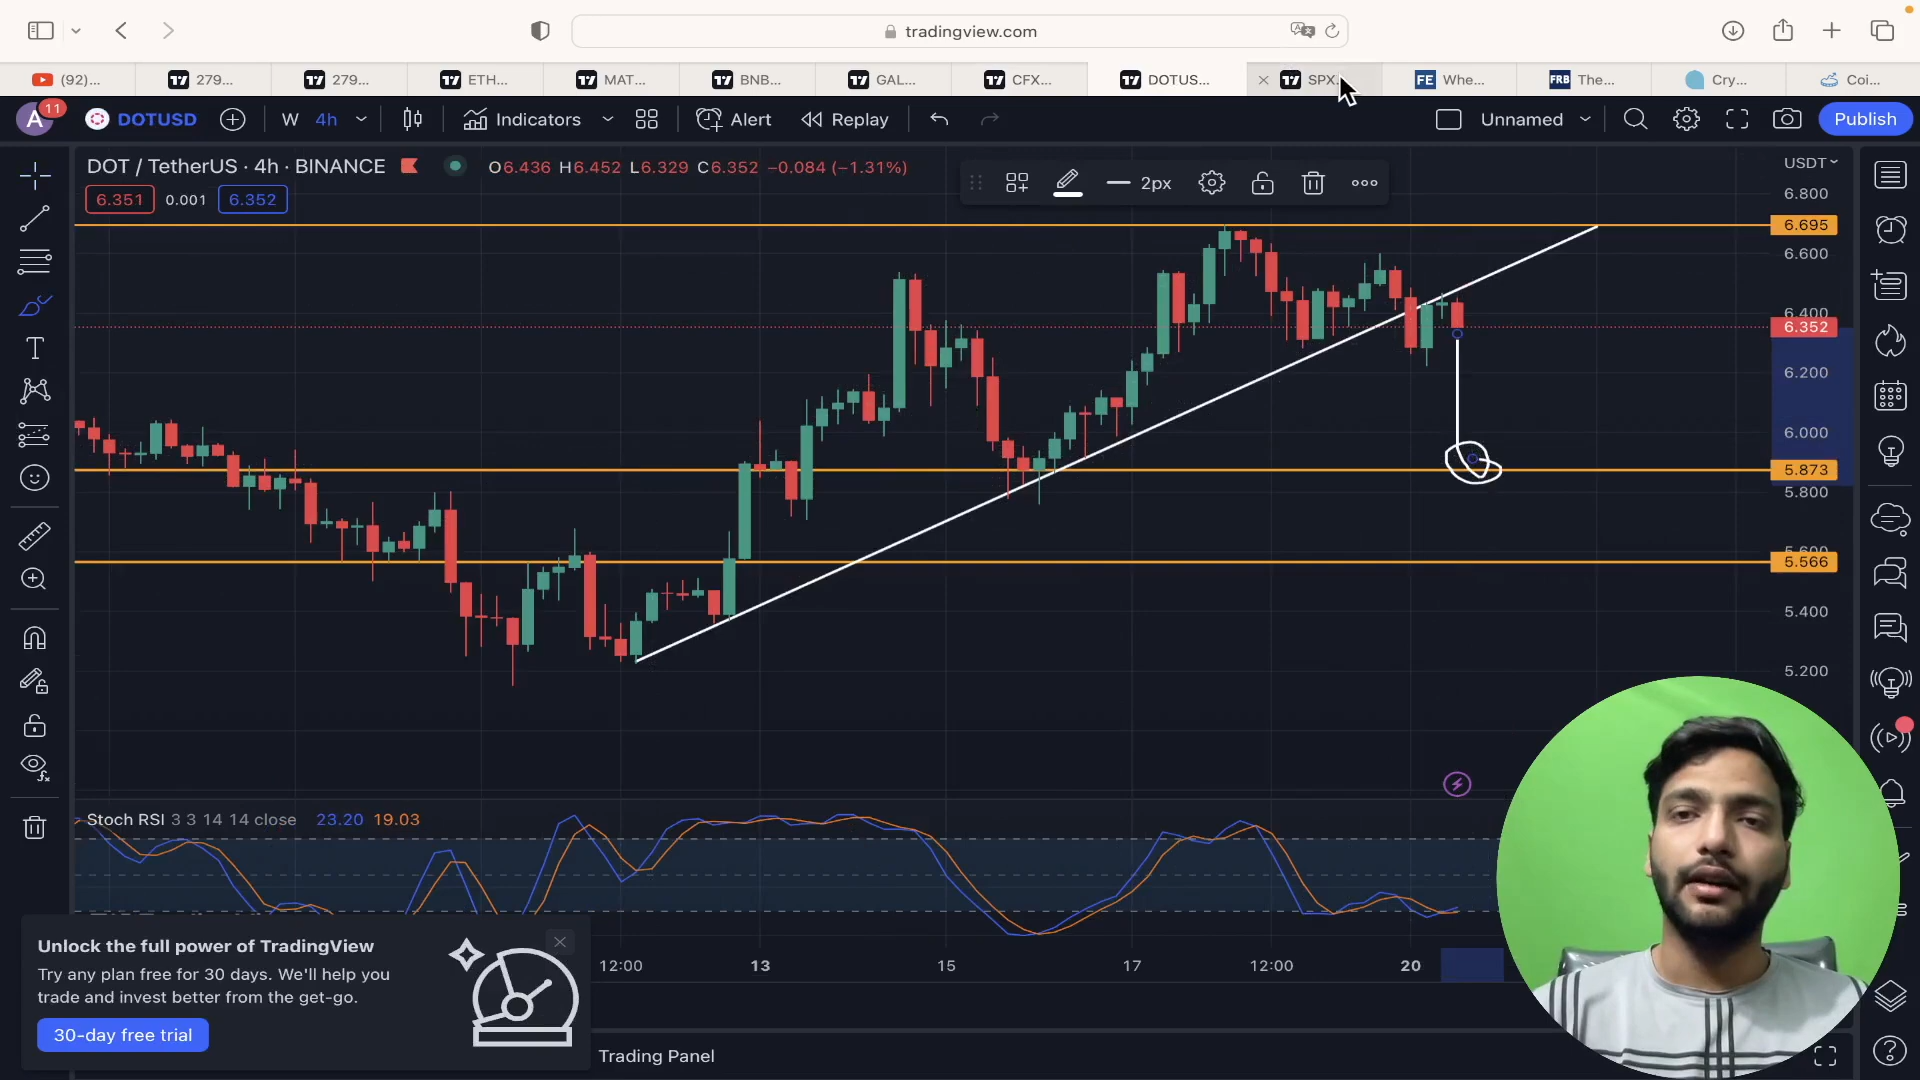 tradingview.com
(92)... 279... 279... ETH... MAT... BNB... GAL... CFX... DOTUS... SPX... FE Whe... FRB The... Cry... Coi...
A 11 DOTUSD W 4h Indicators Alert Replay Unnamed Publish
DOT / TetherUS · 4h · BINANCE O6.436 H6.452 L6.329 C6.352 −0.084 (−1.31%)
6.351 0.001 6.352
2px
USDT
6.800
6.695
6.600
6.400
6.352
6.200
6.000
5.873
5.800
5.600
5.566
5.400
5.200
Stoch RSI 3 3 14 14 close 23.20 19.03
Unlock the full power of TradingView
Try any plan free for 30 days. We'll help you
trade and invest better from the get-go.
30-day free trial
12:00 13 15 17 12:00 20
Trading Panel